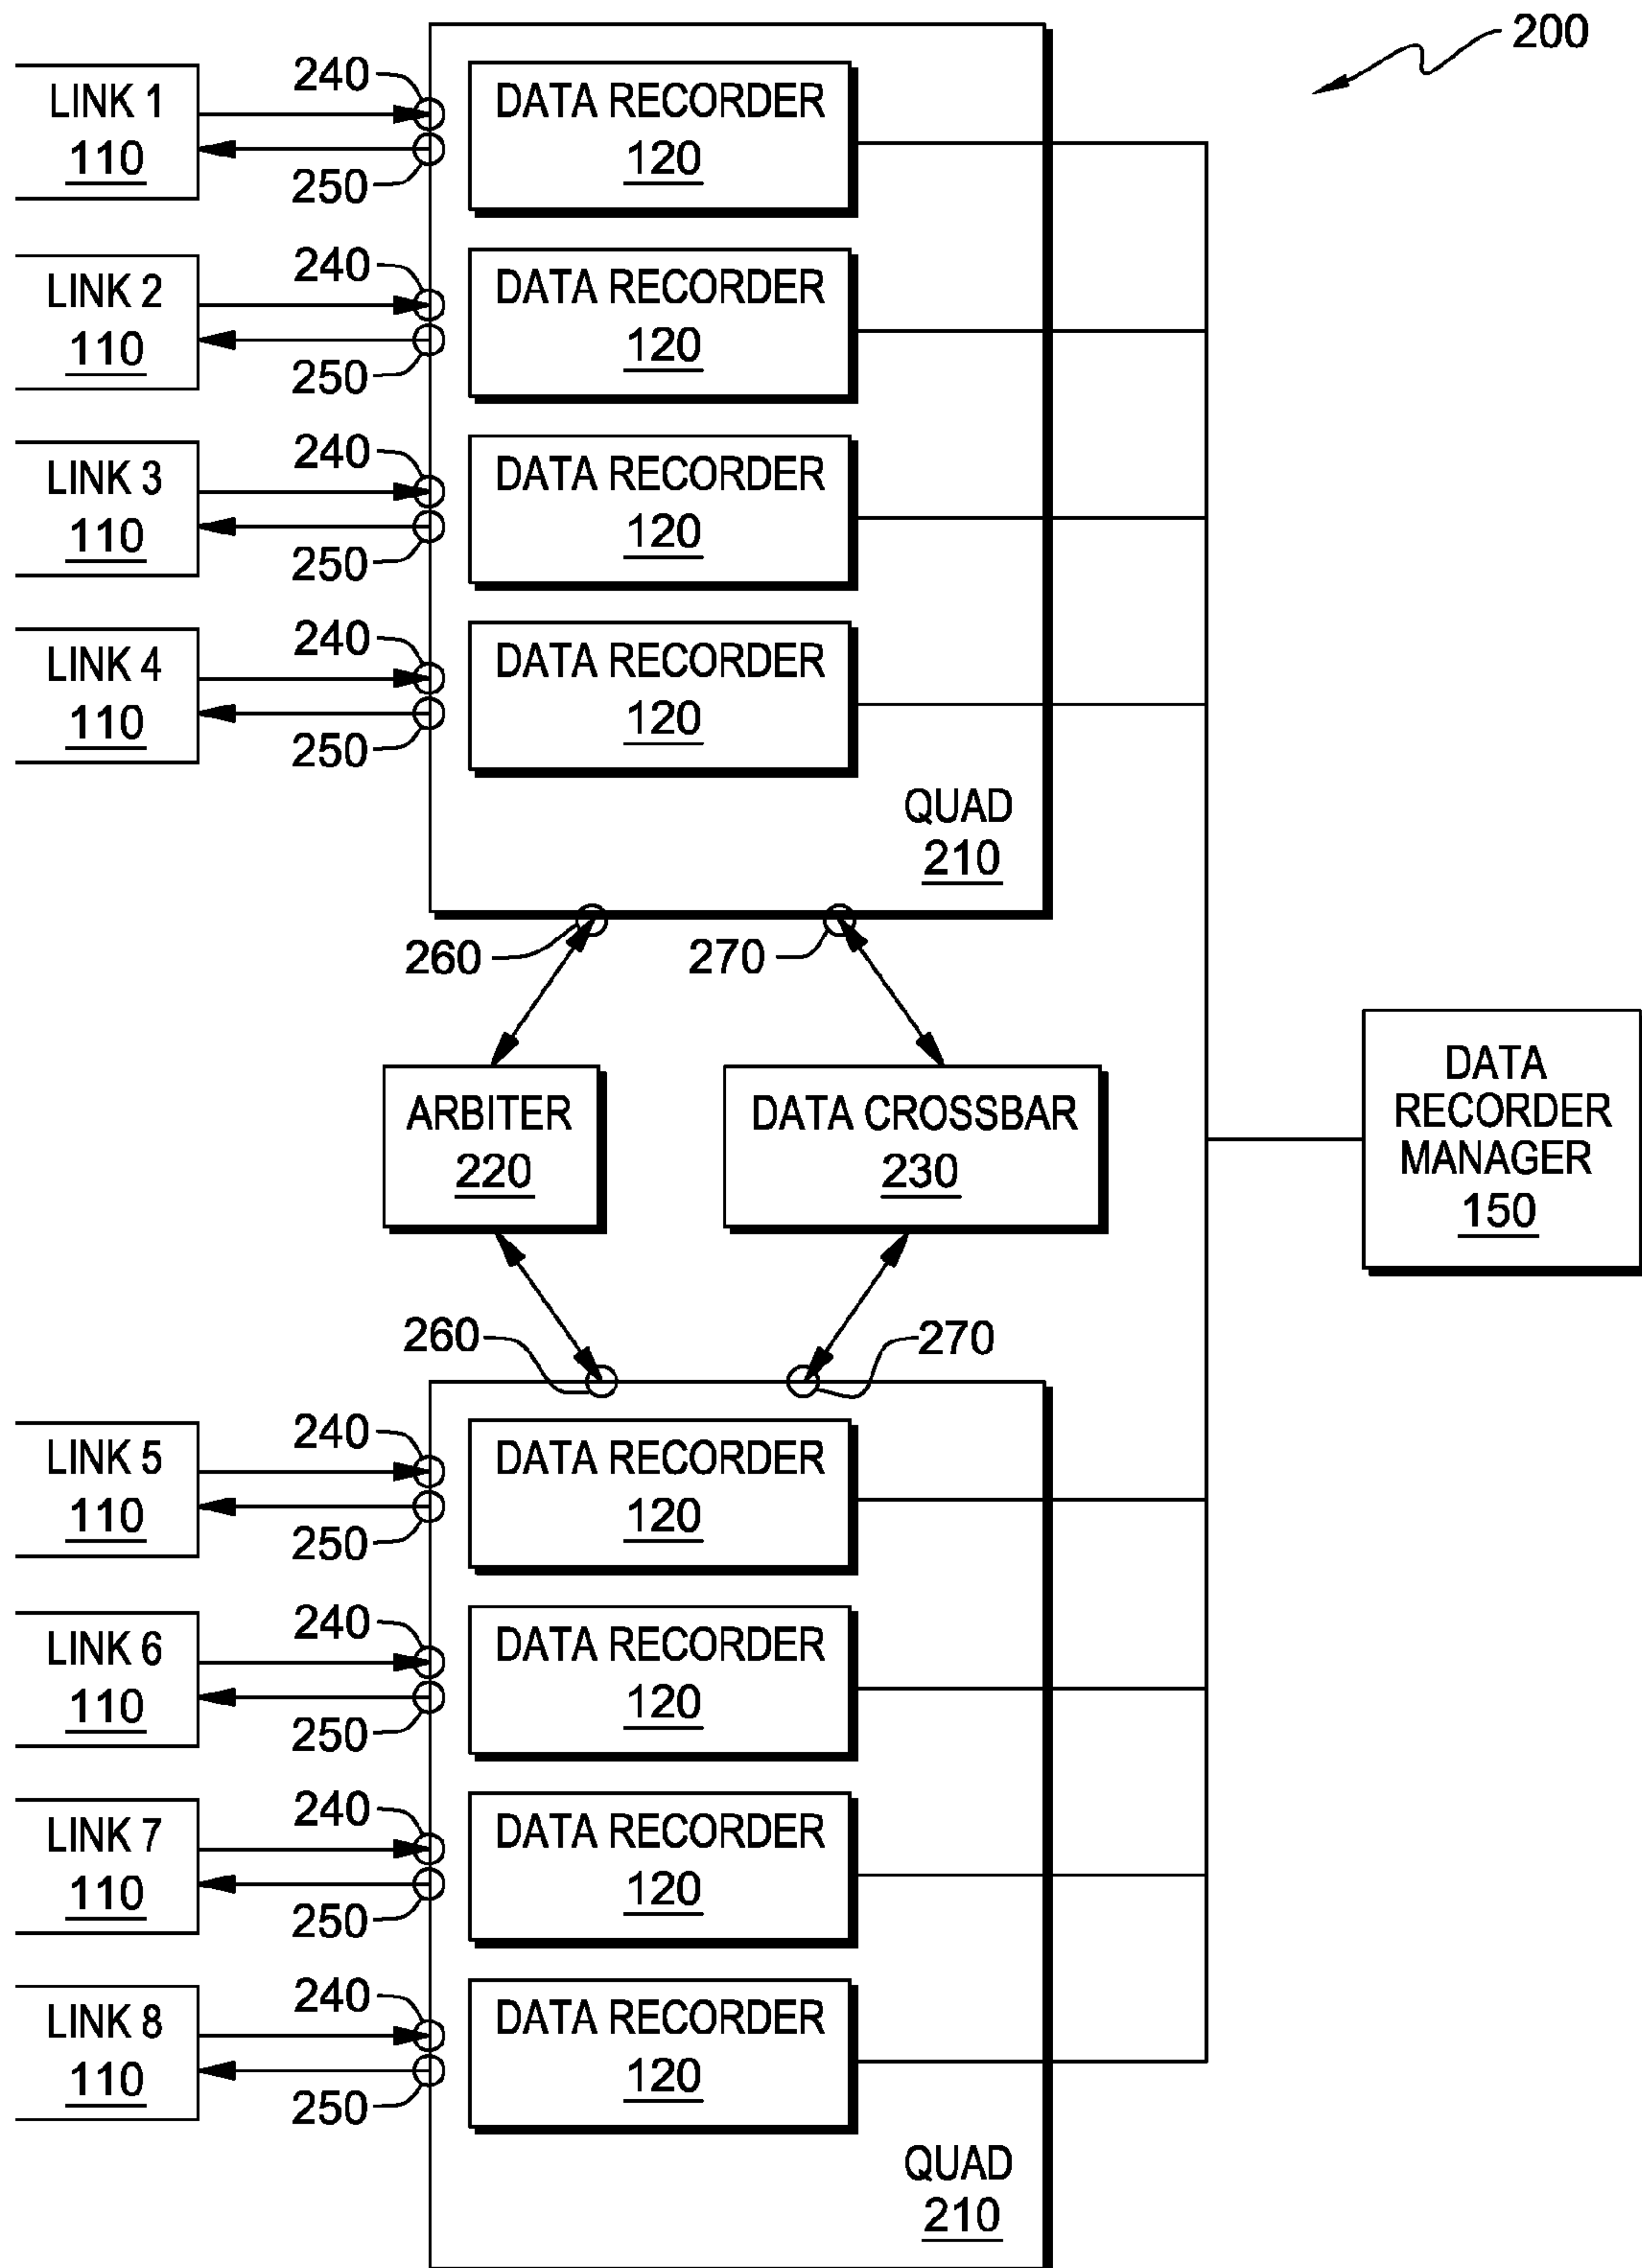 200
LINK 1
110
240
250
DATA RECORDER
120
LINK 2
110
240
250
DATA RECORDER
120
LINK 3
110
240
250
DATA RECORDER
120
LINK 4
110
240
250
DATA RECORDER
120
QUAD
210
260
270
ARBITER
220
DATA CROSSBAR
230
DATA
RECORDER
MANAGER
150
260
270
LINK 5
110
240
250
DATA RECORDER
120
LINK 6
110
240
250
DATA RECORDER
120
LINK 7
110
240
250
DATA RECORDER
120
LINK 8
110
240
250
DATA RECORDER
120
QUAD
210